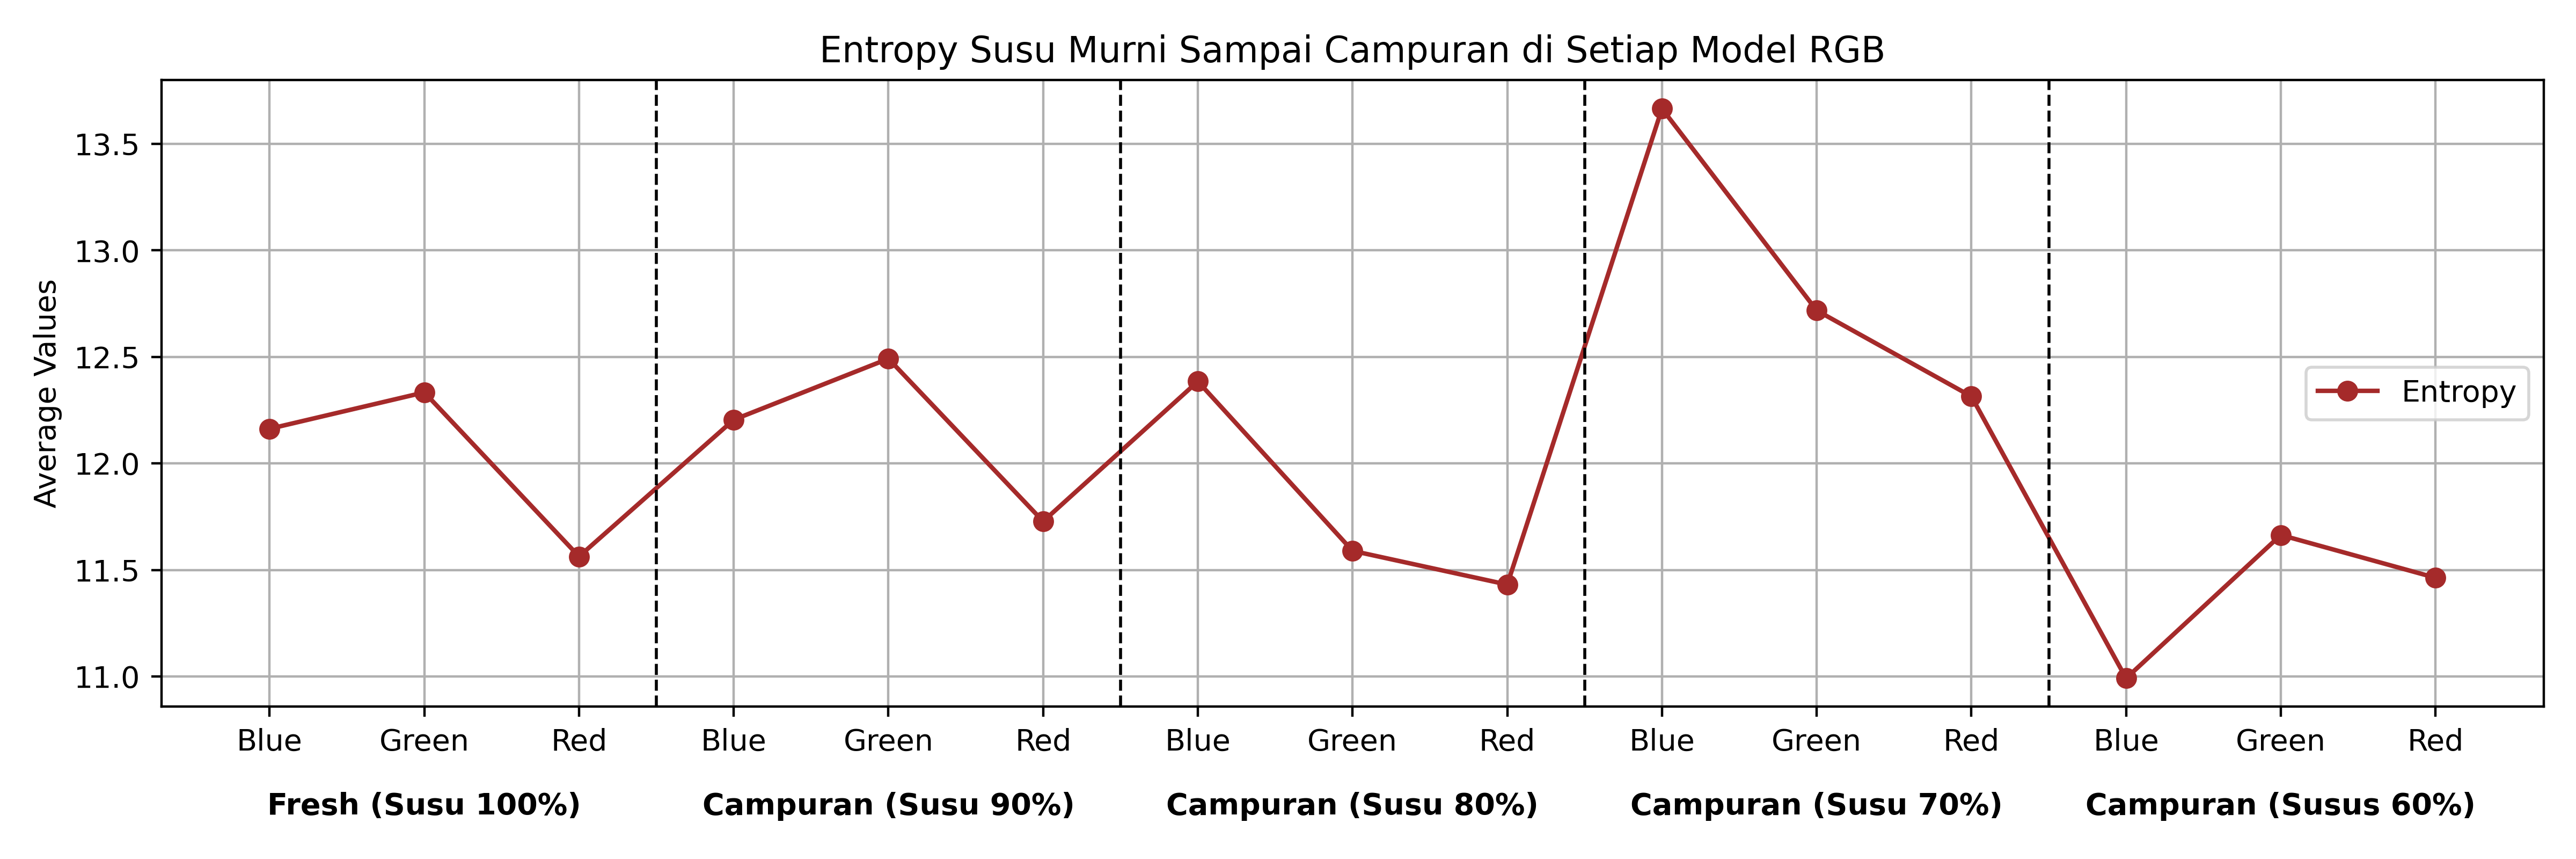 Entropy Susu Murni Sampai Campuran di Setiap Model RGB
Average Values
13.5
13.0
12.5
12.0
11.5
11.0
Entropy
Blue Green Red Blue Green Red Blue Green Red Blue Green Red Blue Green Red
Fresh (Susu 100%) Campuran (Susu 90%) Campuran (Susu 80%) Campuran (Susu 70%) Campuran (Susus 60%)